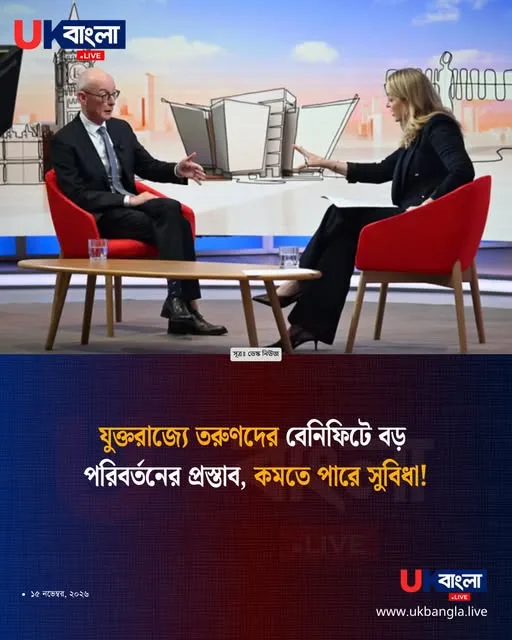 UKবাংলা
LIVE
সূত্রঃ ডেস্ক নিউজ
যুক্তরাজ্যে তরুণদের বেনিফিটে বড়
পরিবর্তনের প্রস্তাব, কমতে পারে সুবিধা!
UKবাংলা
LIVE
১৫ নভেম্বর, ২০২৬
www.ukbangla.live